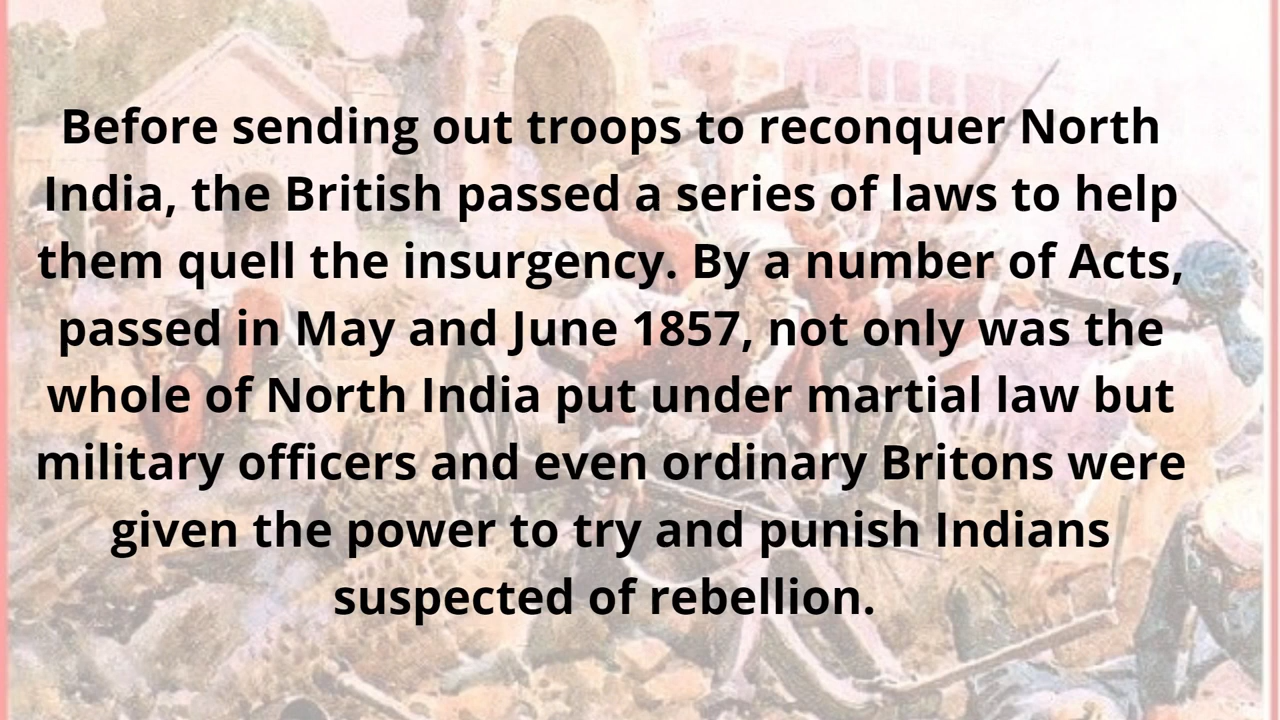 Before sending out troops to reconquer North
India, the British passed a series of laws to help
them quell the insurgency. By a number of Acts,
passed in May and June 1857, not only was the
whole of North India put under martial law but
military officers and even ordinary Britons were
given the power to try and punish Indians
suspected of rebellion.